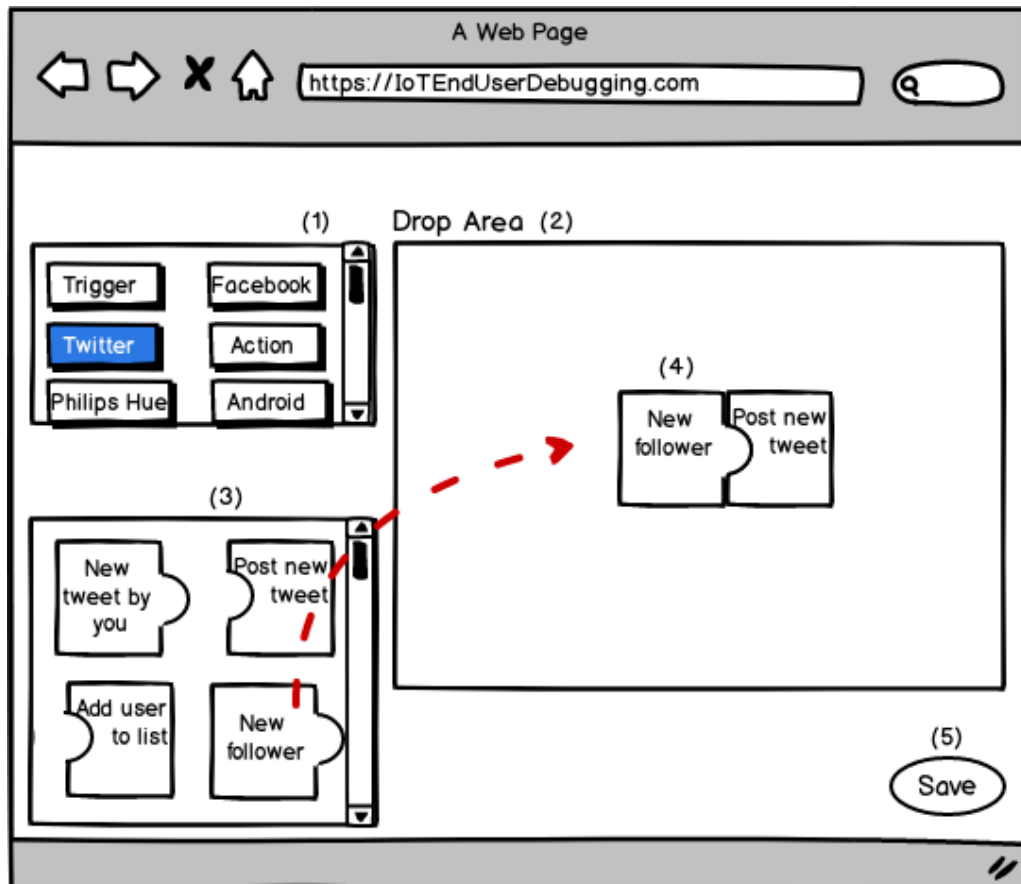 A Web Page
https://IoTEndUserDebugging.com
(1)
Trigger
Facebook
Twitter
Action
Philips Hue
Android
Drop Area (2)
(4)
New
follower
Post new
tweet
(3)
New
tweet by
you
Post new
tweet
Add user
to list
New
follower
(5)
Save